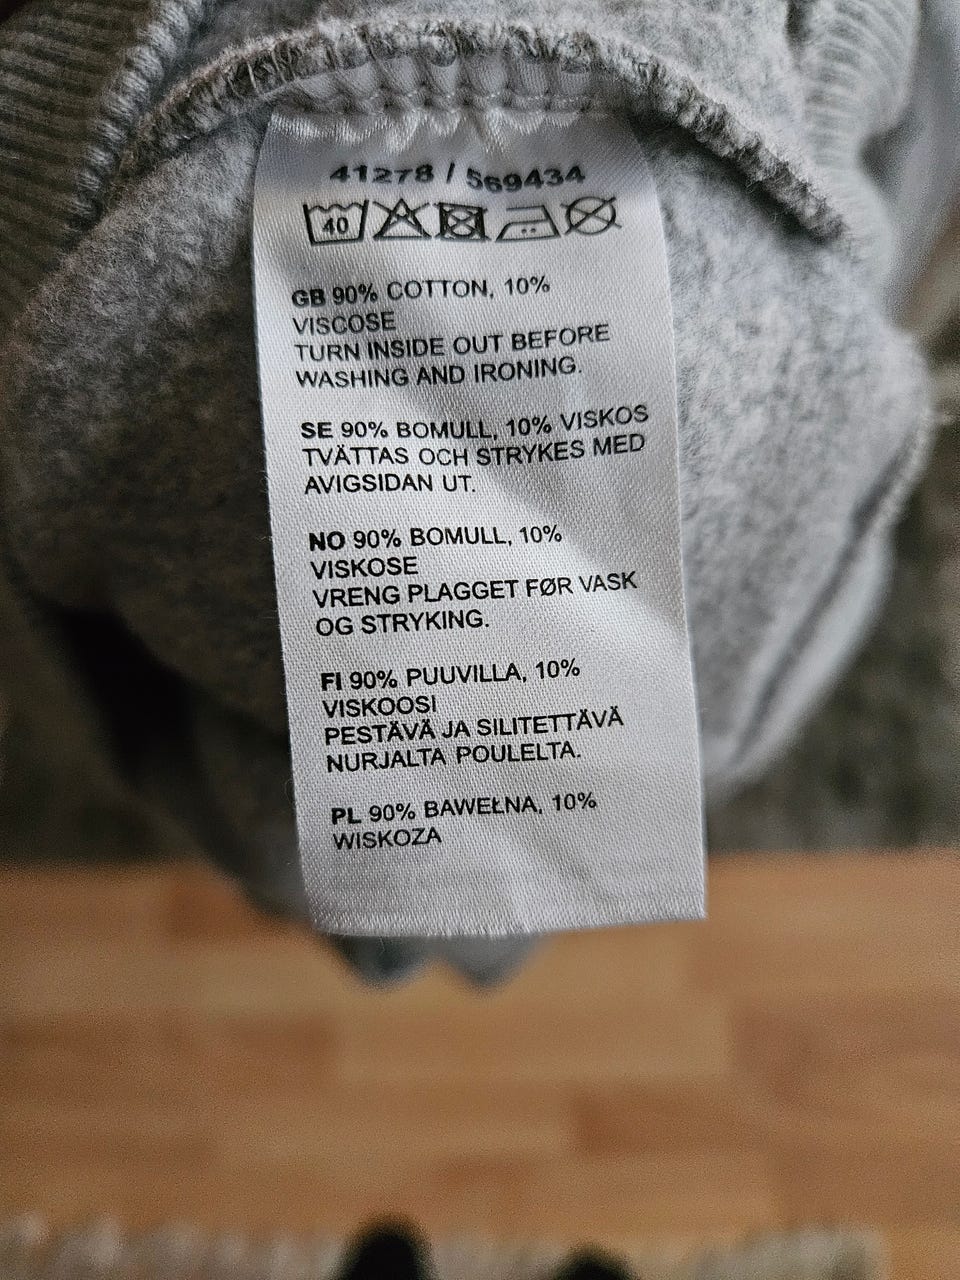 41278 / 569434
40
GB 90% COTTON, 10%
VISCOSE
TURN INSIDE OUT BEFORE
WASHING AND IRONING.
SE 90% BOMULL, 10% VISKOS
TVÄTTAS OCH STRYKES MED
AVIGSIDAN UT.
NO 90% BOMULL, 10%
VISKOSE
VRENG PLAGGET FØR VASK
OG STRYKING.
FI 90% PUUVILLA, 10%
VISKOOSI
PESTÄVÄ JA SILITETTÄVÄ
NURJALTA POULELTA.
PL 90% BAWEŁNA, 10%
WISKOZA